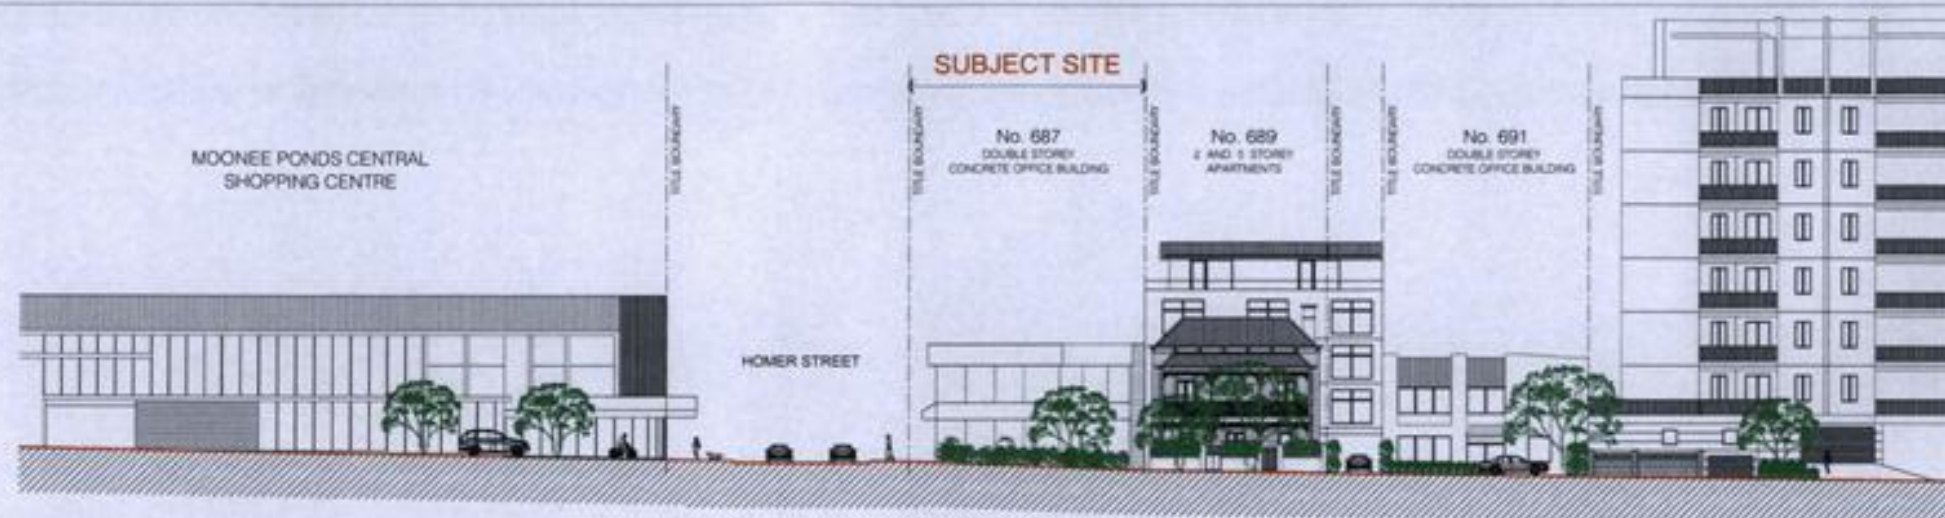 SUBJECT SITE
MOONEE PONDS CENTRAL
SHOPPING CENTRE
TITLE BOUNDARY
HOMER STREET
TITLE BOUNDARY
No. 687
DOUBLE STOREY
CONCRETE OFFICE BUILDING
TITLE BOUNDARY
No. 689
2 AND 5 STOREY
APARTMENTS
TITLE BOUNDARY
TITLE BOUNDARY
No. 691
DOUBLE STOREY
CONCRETE OFFICE BUILDING
TITLE BOUNDARY